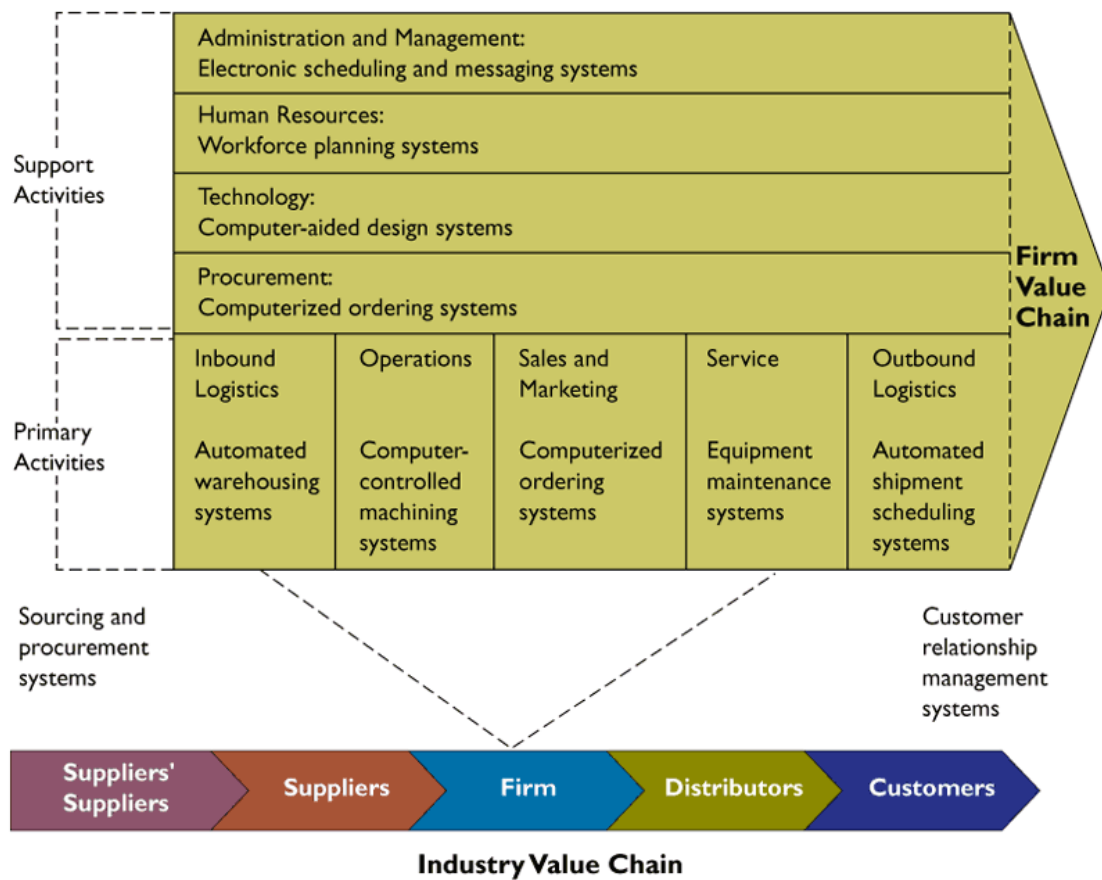 Administration and Management:
Electronic scheduling and messaging systems
Human Resources:
Workforce planning systems
Support
Activities
Technology:
Computer-aided design systems
Procurement:
Computerized ordering systems
Firm
Value
Chain
Primary
Activities
Inbound
Logistics
Automated
warehousing
systems
Operations
Computer-
controlled
machining
systems
Sales and
Marketing
Computerized
ordering
systems
Service
Equipment
maintenance
systems
Outbound
Logistics
Automated
shipment
scheduling
systems
Sourcing and
procurement
systems
Customer
relationship
management
systems
Suppliers'
Suppliers
Suppliers
Firm
Distributors
Customers
Industry Value Chain